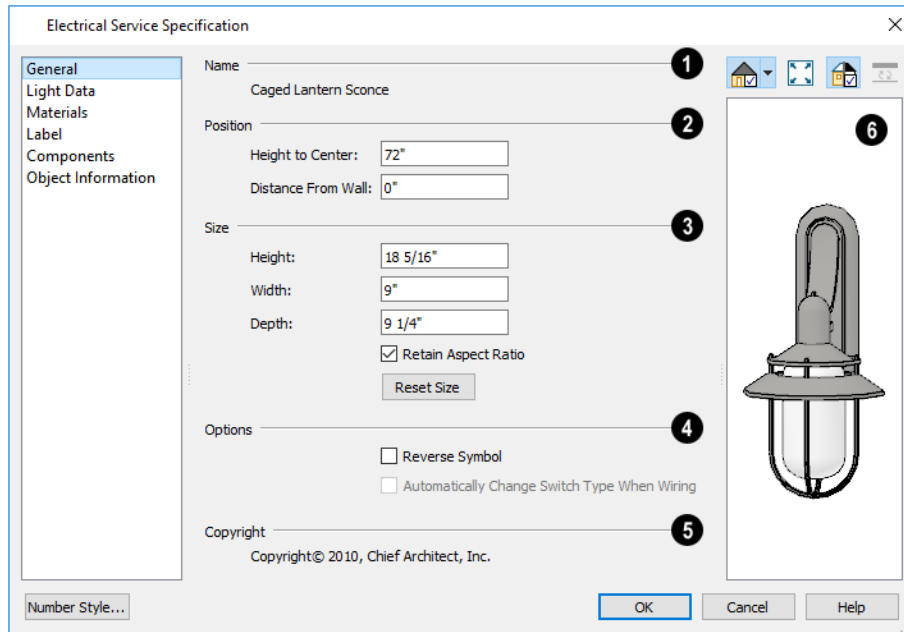 Electrical Service Specification
General
Light Data
Materials
Label
Components
Object Information
Name 1
Caged Lantern Sconce
Position 2
Height to Center: 72"
Distance From Wall: 0"
Size 3
Height: 18 5/16"
Width: 9"
Depth: 9 1/4"
Retain Aspect Ratio
Reset Size
Options 4
Reverse Symbol
Automatically Change Switch Type When Wiring
Copyright 5
Copyright© 2010, Chief Architect, Inc.
6
Number Style... OK Cancel Help